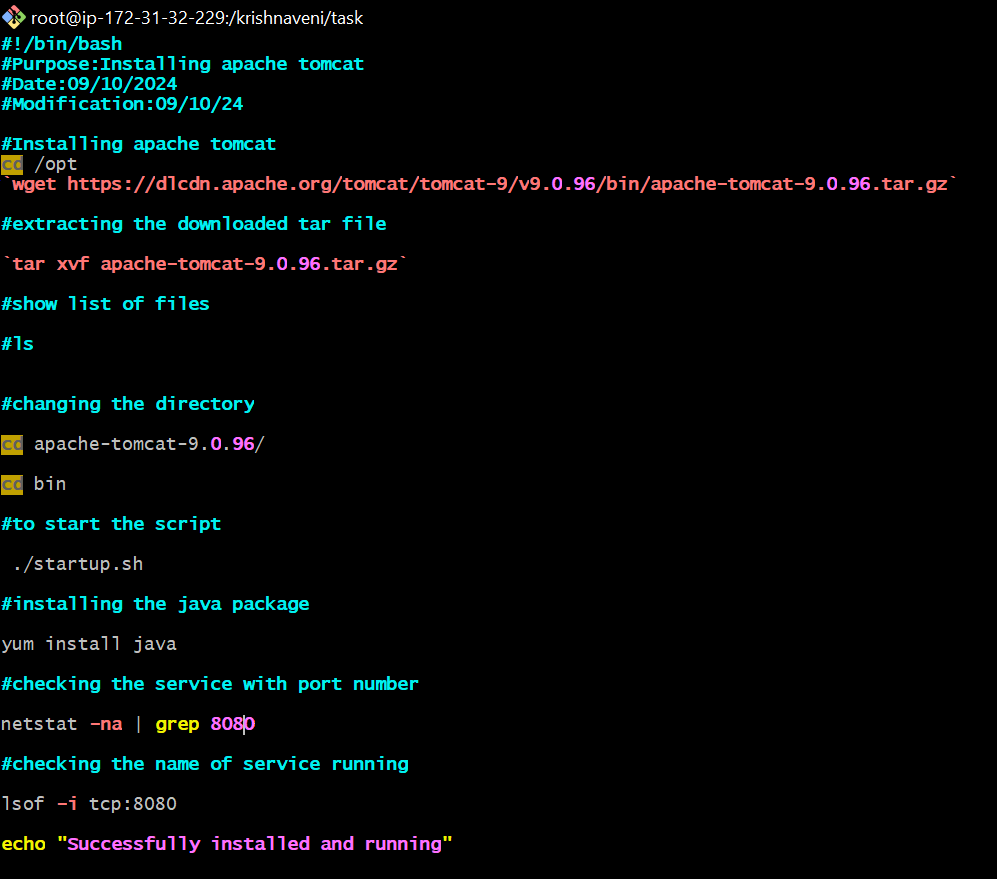 root@ip-172-31-32-229:/krishnaveni/task
#!/bin/bash
#Purpose:Installing apache tomcat
#Date:09/10/2024
#Modification:09/10/24
#Installing apache tomcat
cd /opt
`wget https://dlcdn.apache.org/tomcat/tomcat-9/v9.0.96/bin/apache-tomcat-9.0.96.tar.gz`
#extracting the downloaded tar file
`tar xvf apache-tomcat-9.0.96.tar.gz`
#show list of files
#ls
#changing the directory
cd apache-tomcat-9.0.96/
cd bin
#to start the script
./startup.sh
#installing the java package
yum install java
#checking the service with port number
netstat -na | grep 8080
#checking the name of service running
lsof -i tcp:8080
echo "Successfully installed and running"